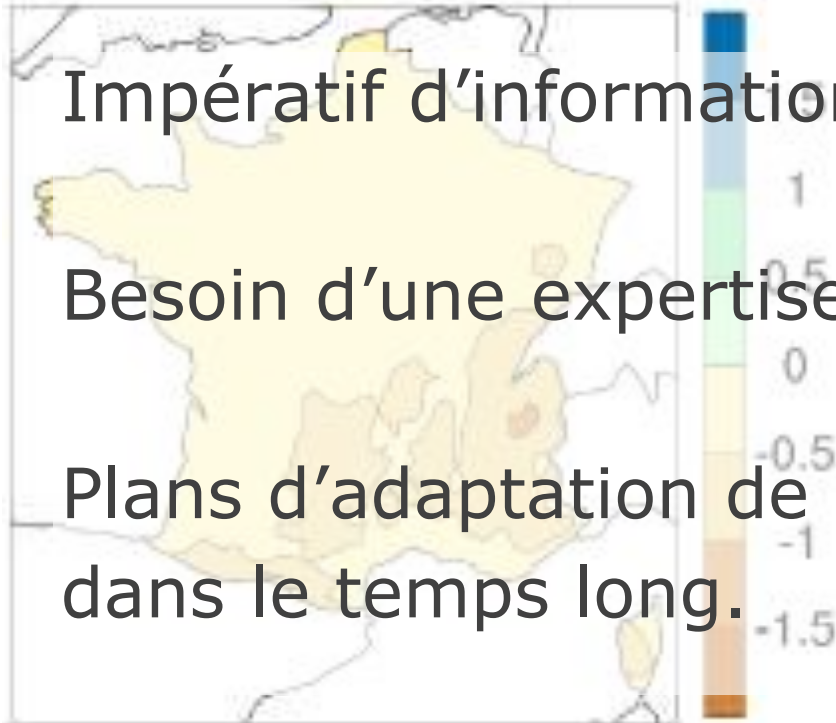 Impératif d’information
Besoin d’une expertise
Plans d’adaptation de
dans le temps long.
1
0.5
0
-0.5
-1
-1.5